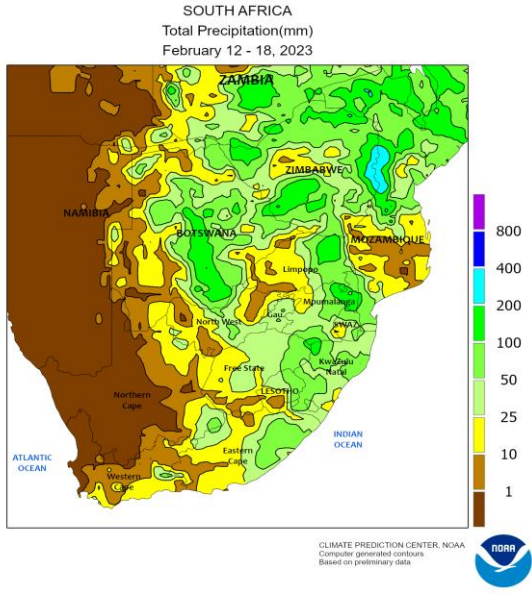 SOUTH AFRICA
Total Precipitation(mm)
February 12 - 18, 2023
ZAMBIA
ZIMBABWE
NAMIBIA
BOTSWANA
MOZAMBIQUE
Limpopo
Mpumalanga
Gau.
North West
SWAZ.
Free State
KwaZulu
Natal
LESOTHO
Northern
Cape
Eastern
Cape
Western
Cape
ATLANTIC
OCEAN
INDIAN
OCEAN
800
400
200
100
50
25
10
1
CLIMATE PREDICTION CENTER, NOAA
Computer generated contours
Based on preliminary data
NOAA